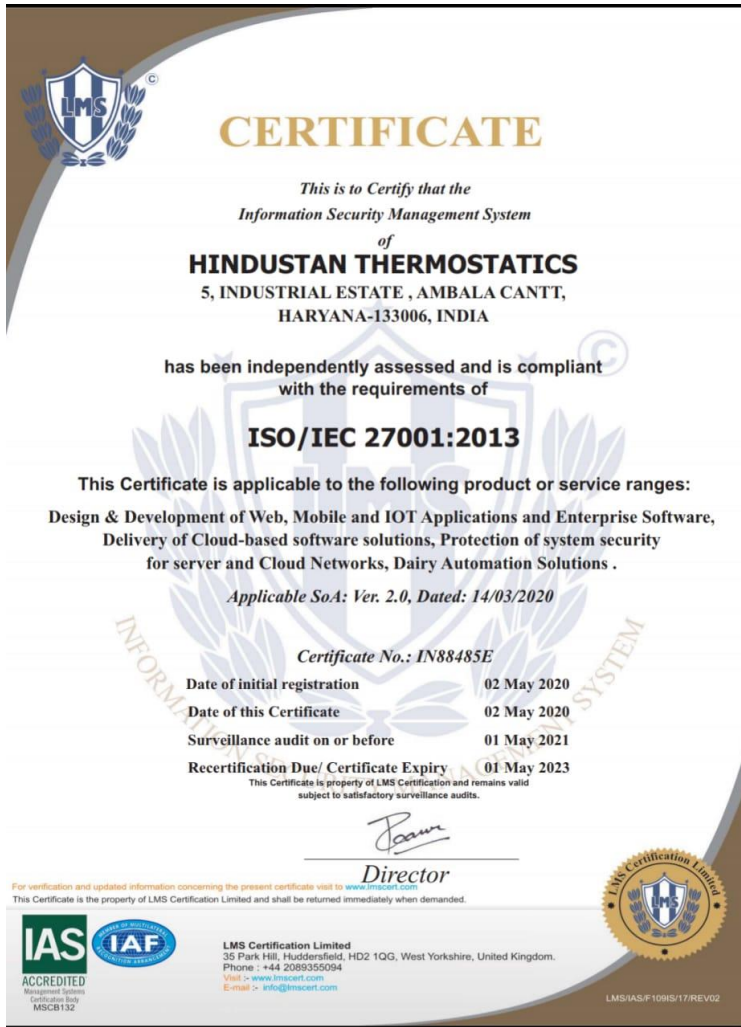 LMS
©
CERTIFICATE
This is to Certify that the
Information Security Management System
of
HINDUSTAN THERMOSTATICS
5, INDUSTRIAL ESTATE , AMBALA CANTT,
HARYANA-133006, INDIA
has been independently assessed and is compliant
with the requirements of
ISO/IEC 27001:2013
This Certificate is applicable to the following product or service ranges:
Design & Development of Web, Mobile and IOT Applications and Enterprise Software,
Delivery of Cloud-based software solutions, Protection of system security
for server and Cloud Networks, Dairy Automation Solutions .
Applicable SoA: Ver. 2.0, Dated: 14/03/2020
Certificate No.: IN88485E
Date of initial registration 02 May 2020
Date of this Certificate 02 May 2020
Surveillance audit on or before 01 May 2021
Recertification Due/ Certificate Expiry 01 May 2023
This Certificate is property of LMS Certification and remains valid
subject to satisfactory surveillance audits.
LMS
©
INFORMATION SECURITY MANAGEMENT SYSTEM
Director
For verification and updated information concerning the present certificate visit to www.lmscert.com
This Certificate is the property of LMS Certification Limited and shall be returned immediately when demanded.
LMS Certification Limited
LMS
IAS
ACCREDITED
Management Systems
Certification Body
MSCB132
MEMBER OF MULTILATERAL
IAF
RECOGNITION ARRANGEMENT
LMS Certification Limited
35 Park Hill, Huddersfield, HD2 1QG, West Yorkshire, United Kingdom.
Phone : +44 2089355094
Visit :- www.lmscert.com
E-mail :- info@lmscert.com
LMS/IAS/F109IS/17/REV02